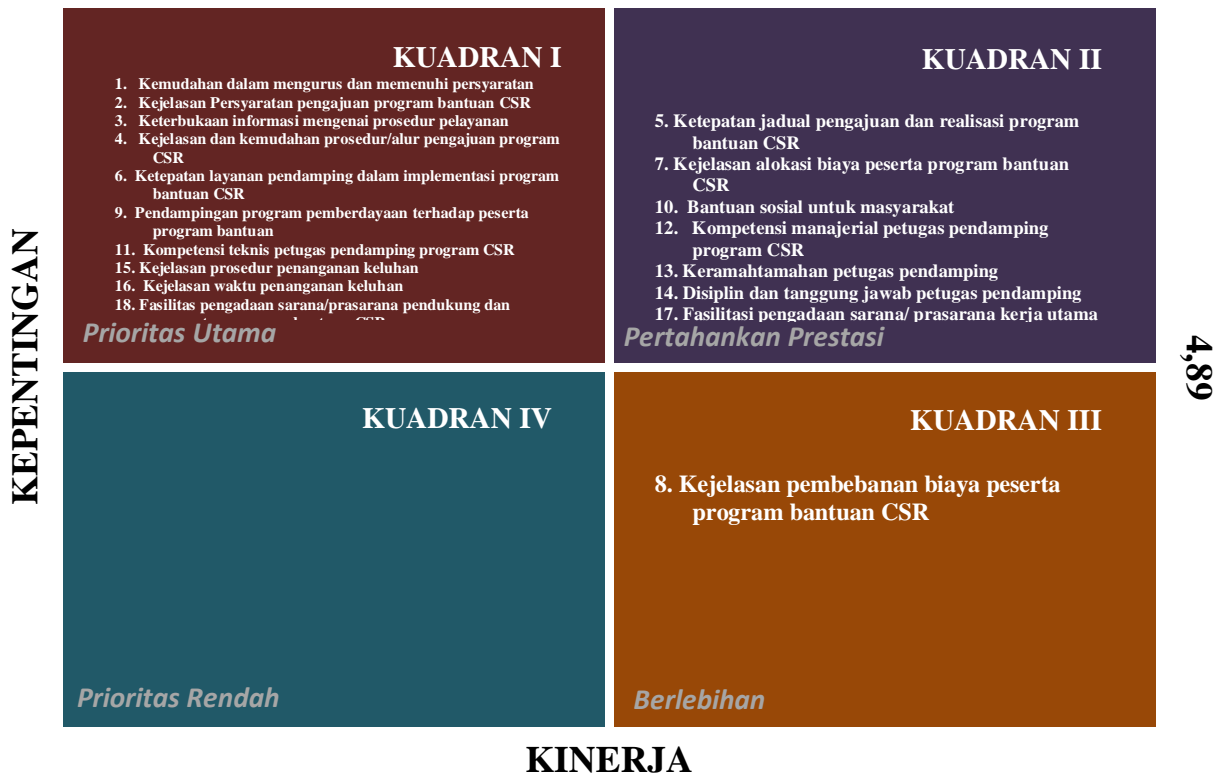 KUADRAN I
1. Kemudahan dalam mengurus dan memenuhi persyaratan
2. Kejelasan Persyaratan pengajuan program bantuan CSR
3. Keterbukaan informasi mengenai prosedur pelayanan
4. Kejelasan dan kemudahan prosedur/alur pengajuan program
CSR
6. Ketepatan layanan pendamping dalam implementasi program
bantuan CSR
9. Pendampingan program pemberdayaan terhadap peserta
program bantuan
11. Kompetensi teknis petugas pendamping program CSR
15. Kejelasan prosedur penanganan keluhan
16. Kejelasan waktu penanganan keluhan
18. Fasilitas pengadaan sarana/prasarana pendukung dan
Prioritas Utama
KUADRAN II
5. Ketepatan jadual pengajuan dan realisasi program
bantuan CSR
7. Kejelasan alokasi biaya peserta program bantuan
CSR
10. Bantuan sosial untuk masyarakat
12. Kompetensi manajerial petugas pendamping
program CSR
13. Keramahtamahan petugas pendamping
14. Disiplin dan tanggung jawab petugas pendamping
17. Fasilitasi pengadaan sarana/ prasarana kerja utama
Pertahankan Prestasi
KEPENTINGAN
4,89
KUADRAN IV
Prioritas Rendah
KUADRAN III
8. Kejelasan pembebanan biaya peserta
program bantuan CSR
Berlebihan
KINERJA